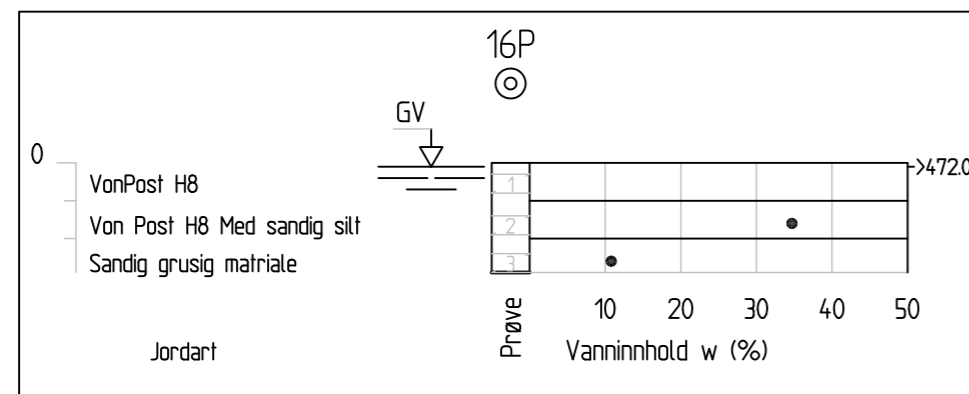 16P
GV
0
->472.0
VonPost H8
1
Von Post H8 Med sandig silt
2
Sandig grusig matriale
3
Prøve
10 20 30 40 50
Jordart
Vanninnhold w (%)